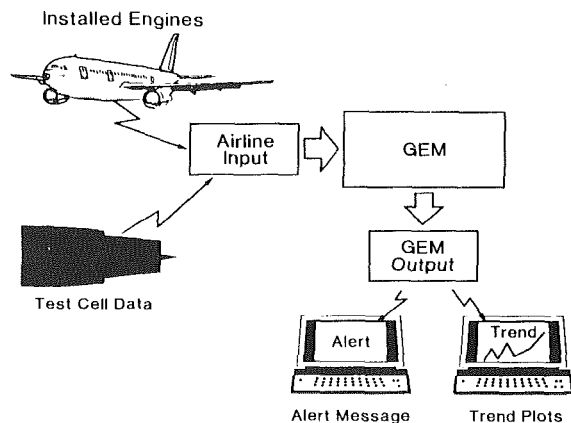 Installed Engines
Airline
Input
GEM
GEM
Output
Test Cell Data
Alert
Trend
Alert Message
Trend Plots